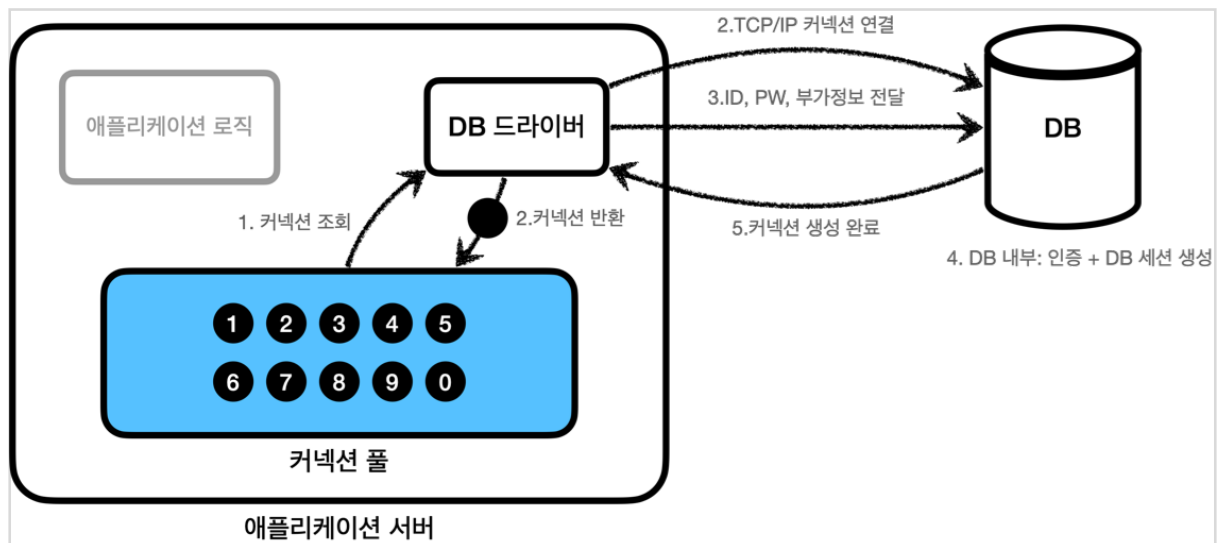 2.TCP/IP 커넥션 연결
애플리케이션 로직
DB 드라이버
3.ID, PW, 부가정보 전달
DB
1. 커넥션 조회
2.커넥션 반환
5.커넥션 생성 완료
4. DB 내부: 인증 + DB 세션 생성
1 2 3 4 5
6 7 8 9 0
커넥션 풀
애플리케이션 서버